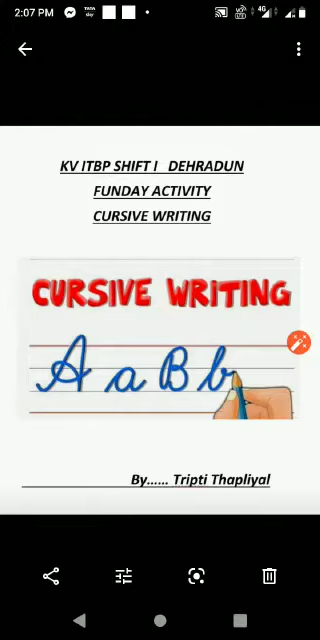 2:07 PM
4G
KV ITBP SHIFT I DEHRADUN
FUNDAY ACTIVITY
CURSIVE WRITING
CURSIVE WRITING
A a B b
By...... Tripti Thapliyal